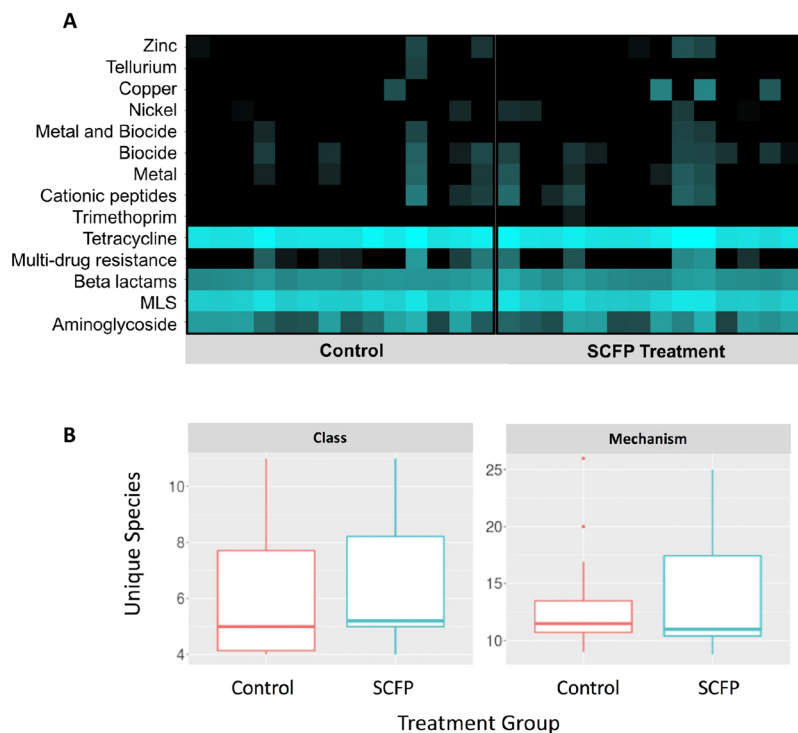 A
Zinc
Tellurium
Copper
Nickel
Metal and Biocide
Biocide
Metal
Cationic peptides
Trimethoprim
Tetracycline
Multi-drug resistance
Beta lactams
MLS
Aminoglycoside
Control SCFP Treatment
B
Class Mechanism
Unique Species
10
8
6
4
25
20
15
10
Control SCFP Control SCFP
Treatment Group